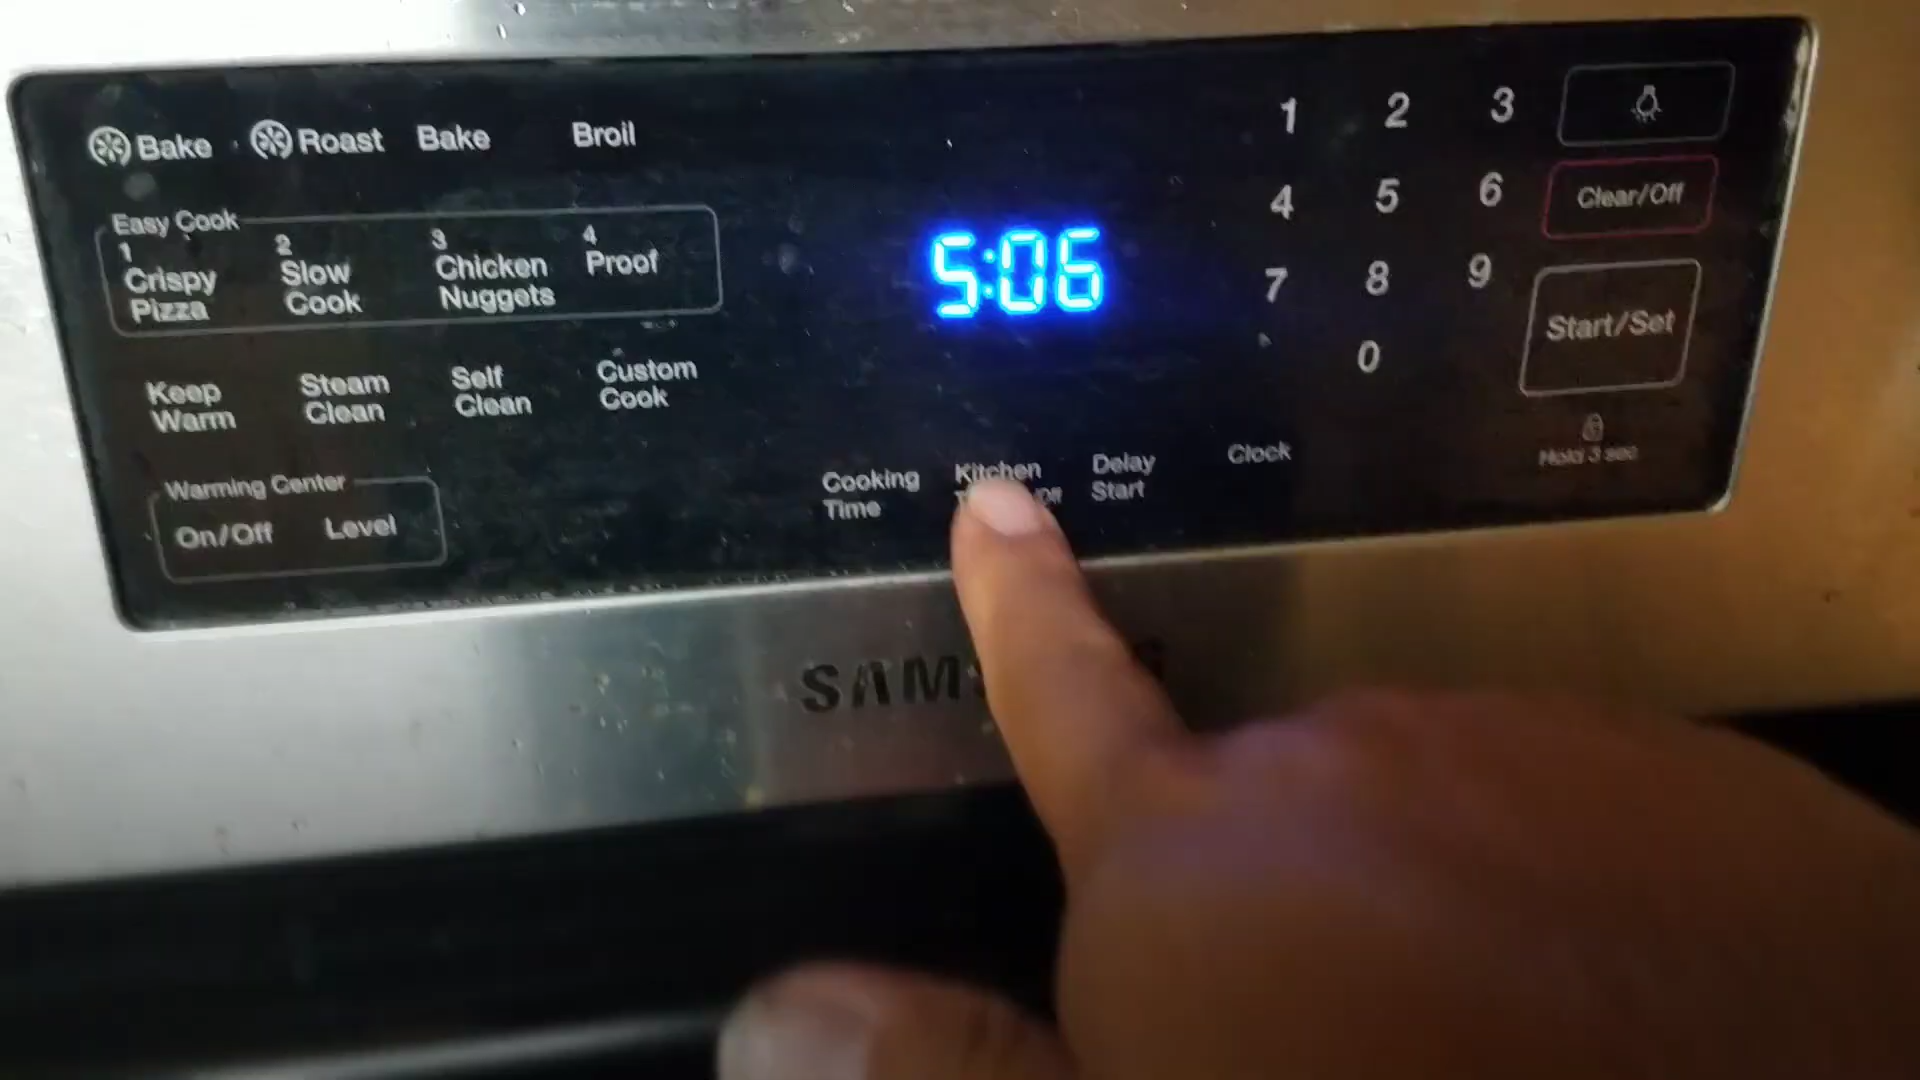 Bake Roast Bake Broil
Easy Cook
1 2 3 4
Crispy Slow Chicken Proof
Pizza Cook Nuggets
Keep Steam Self Custom
Warm Clean Clean Cook
Warming Center
On/Off Level
5:06
Cooking Kitchen Delay Clock
Time Start
1 2 3
4 5 6
7 8 9
0
Clear/Off
Start/Set
Hold 3 sec